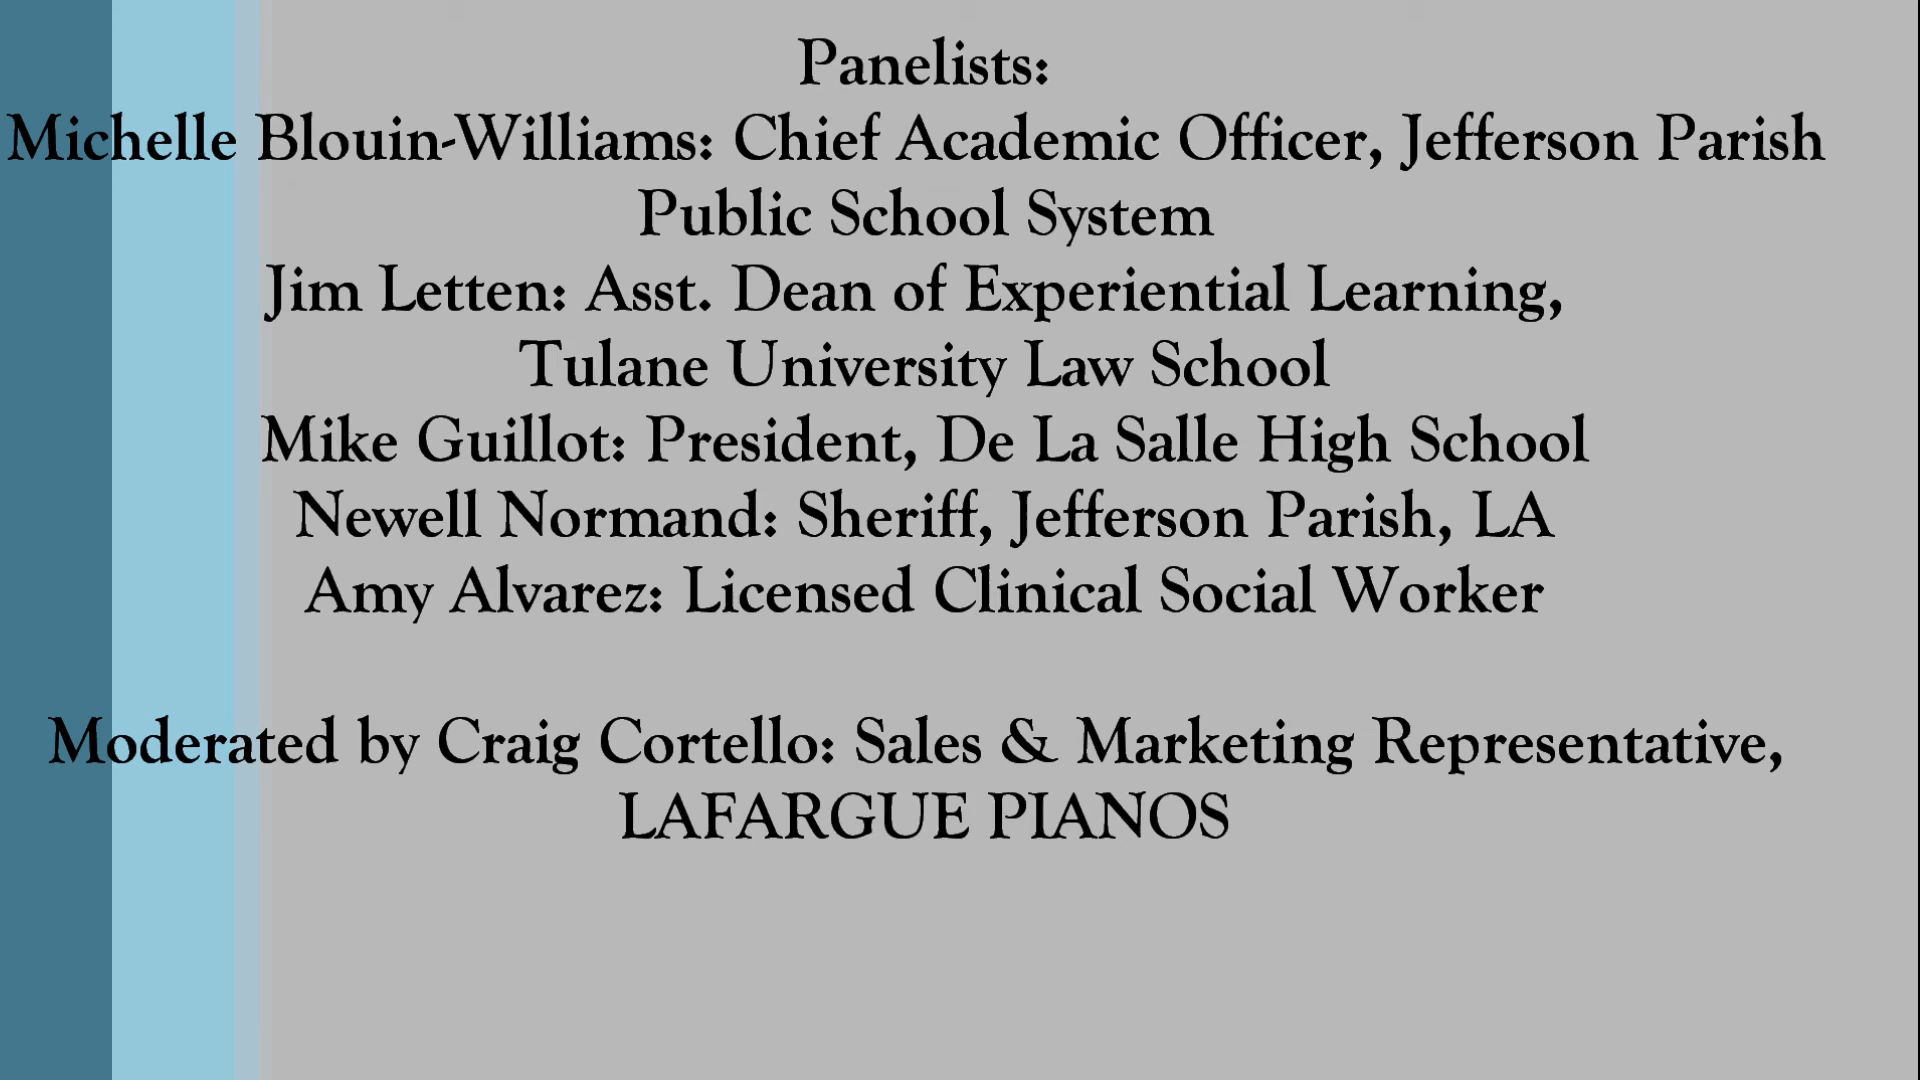 Panelists:
Michelle Blouin-Williams: Chief Academic Officer, Jefferson Parish
Public School System
Jim Letten: Asst. Dean of Experiential Learning,
Tulane University Law School
Mike Guillot: President, De La Salle High School
Newell Normand: Sheriff, Jefferson Parish, LA
Amy Alvarez: Licensed Clinical Social Worker
Moderated by Craig Cortello: Sales & Marketing Representative,
LAFARGUE PIANOS